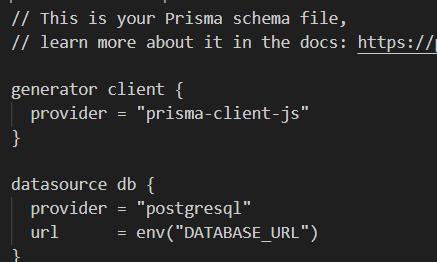 // This is your Prisma schema file,
// learn more about it in the docs: https://
generator client {
  provider = "prisma-client-js"
}
datasource db {
  provider = "postgresql"
  url      = env("DATABASE_URL")
}